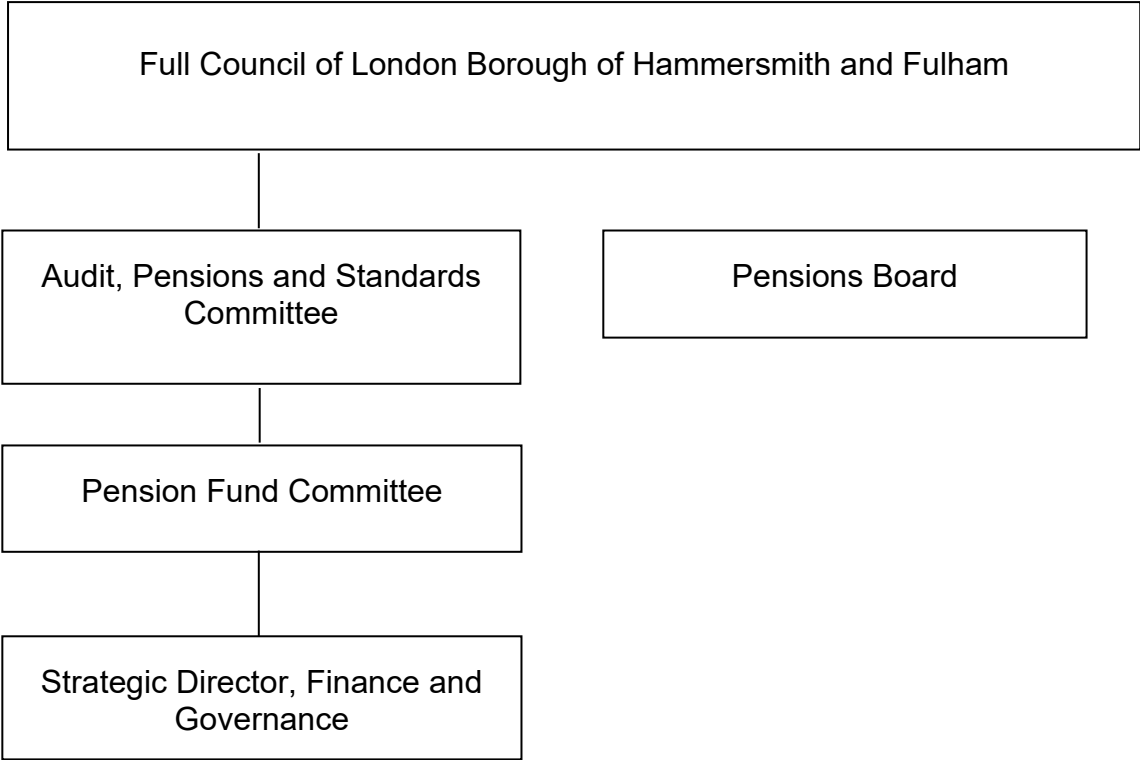 Full Council of London Borough of Hammersmith and Fulham
Audit, Pensions and Standards
Committee
Pensions Board
Pension Fund Committee
Strategic Director, Finance and
Governance